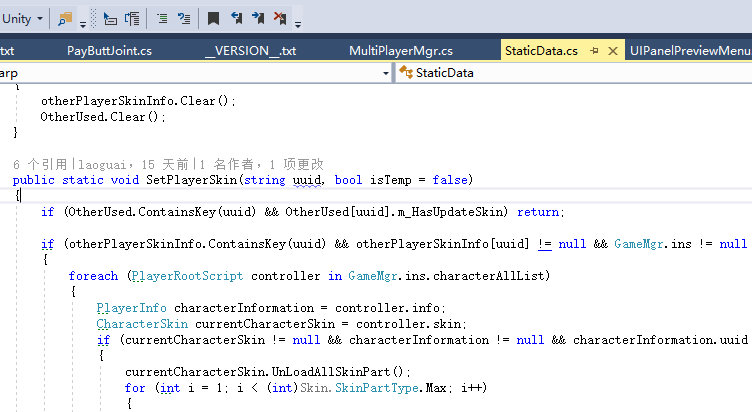 Unity
txt PayButtJoint.cs __VERSION__.txt MultiPlayerMgr.cs StaticData.cs UIPanelPreviewMenu
arp StaticData
{
otherPlayerSkinInfo.Clear();
OtherUsed.Clear();
}
6 个引用|laoguai，15 天前|1 名作者，1 项更改
public static void SetPlayerSkin(string uuid, bool isTemp = false)
{
if (OtherUsed.ContainsKey(uuid) && OtherUsed[uuid].m_HasUpdateSkin) return;
if (otherPlayerSkinInfo.ContainsKey(uuid) && otherPlayerSkinInfo[uuid] != null && GameMgr.ins != null
{
foreach (PlayerRootScript controller in GameMgr.ins.characterAllList)
{
PlayerInfo characterInformation = controller.info;
CharacterSkin currentCharacterSkin = controller.skin;
if (currentCharacterSkin != null && characterInformation != null && characterInformation.uuid
{
currentCharacterSkin.UnLoadAllSkinPart();
for (int i = 1; i < (int)Skin.SkinPartType.Max; i++)
{